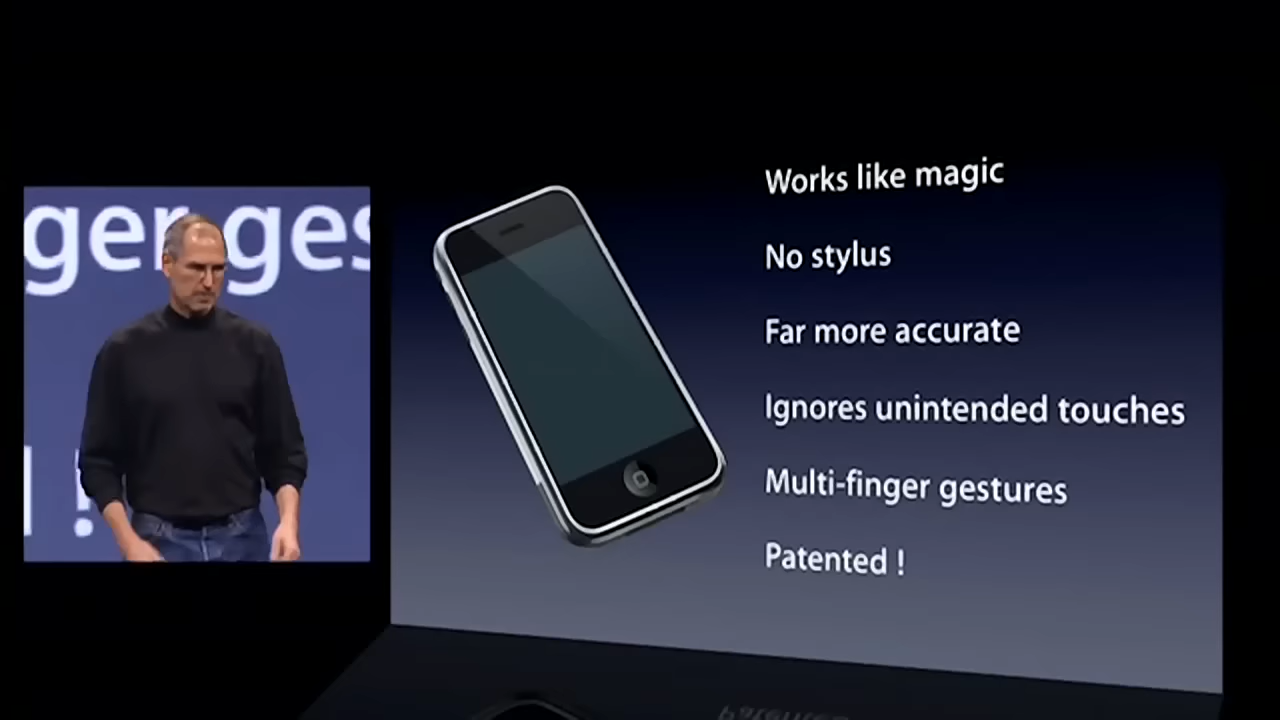 ger ges
!
Works like magic
No stylus
Far more accurate
Ignores unintended touches
Multi-finger gestures
Patented !